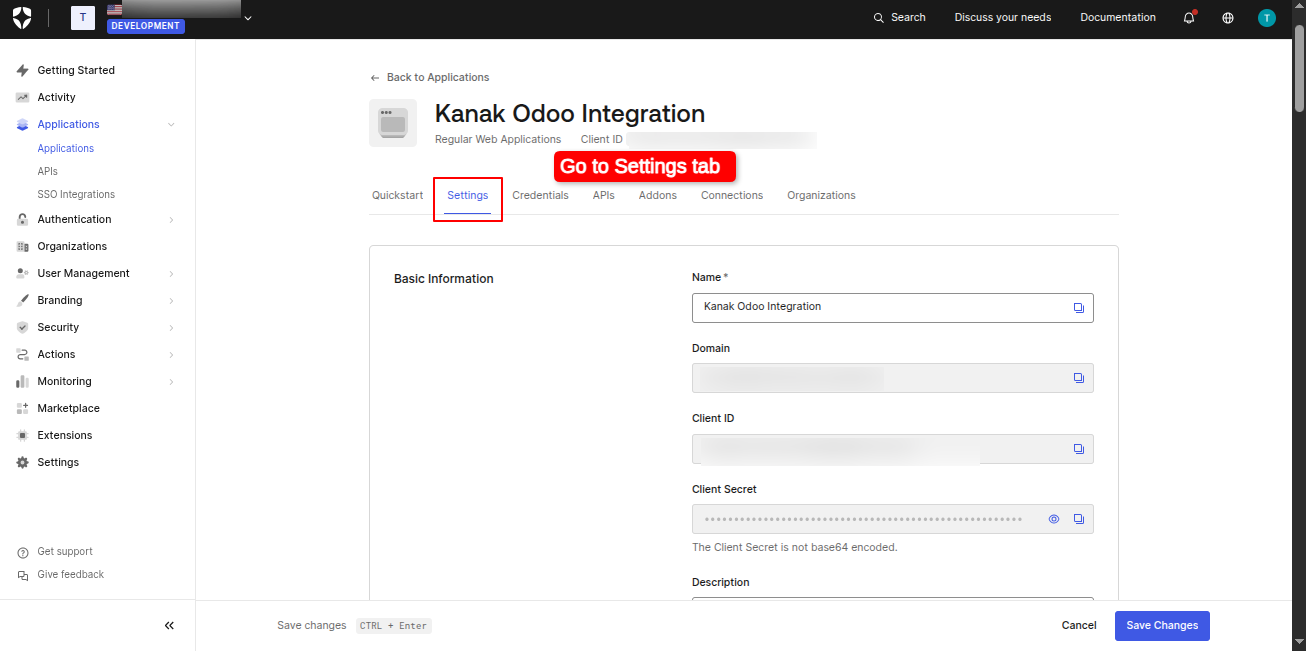 T
DEVELOPMENT
Search
Discuss your needs
Documentation
T
Getting Started
Activity
Applications
Applications
APIs
SSO Integrations
Authentication
Organizations
User Management
Branding
Security
Actions
Monitoring
Marketplace
Extensions
Settings
Get support
Give feedback
Back to Applications
Kanak Odoo Integration
Regular Web Applications Client ID
Go to Settings tab
Quickstart Settings Credentials APIs Addons Connections Organizations
Basic Information
Name *
Kanak Odoo Integration
Domain
Client ID
Client Secret
The Client Secret is not base64 encoded.
Description
Save changes CTRL + Enter
Cancel
Save Changes